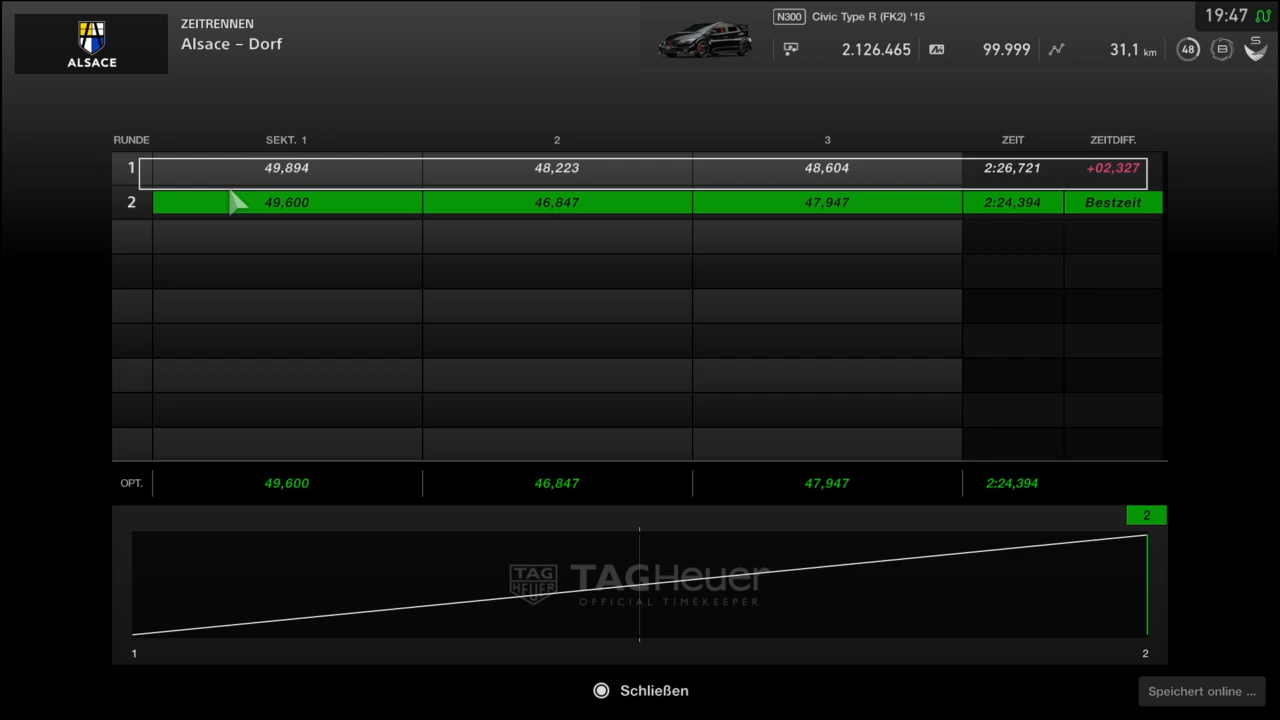 ALSACE
ZEITRENNEN
Alsace – Dorf
N300 Civic Type R (FK2) '15
2.126.465 99.999 31,1 km 48 B S
19:47
RUNDE SEKT. 1 2 3 ZEIT ZEITDIFF.
1 49,894 48,223 48,604 2:26,721 +02,327
2 49,600 46,847 47,947 2:24,394 Bestzeit
OPT. 49,600 46,847 47,947 2:24,394
2
TAG HEUER TAGHeuer
OFFICIAL TIMEKEEPER
1 2
Schließen
Speichert online ...